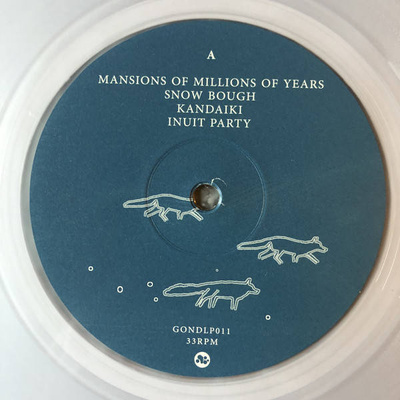 A
MANSIONS OF MILLIONS OF YEARS
SNOW BOUGH
KANDAIKI
INUIT PARTY
GONDLP011
33RPM